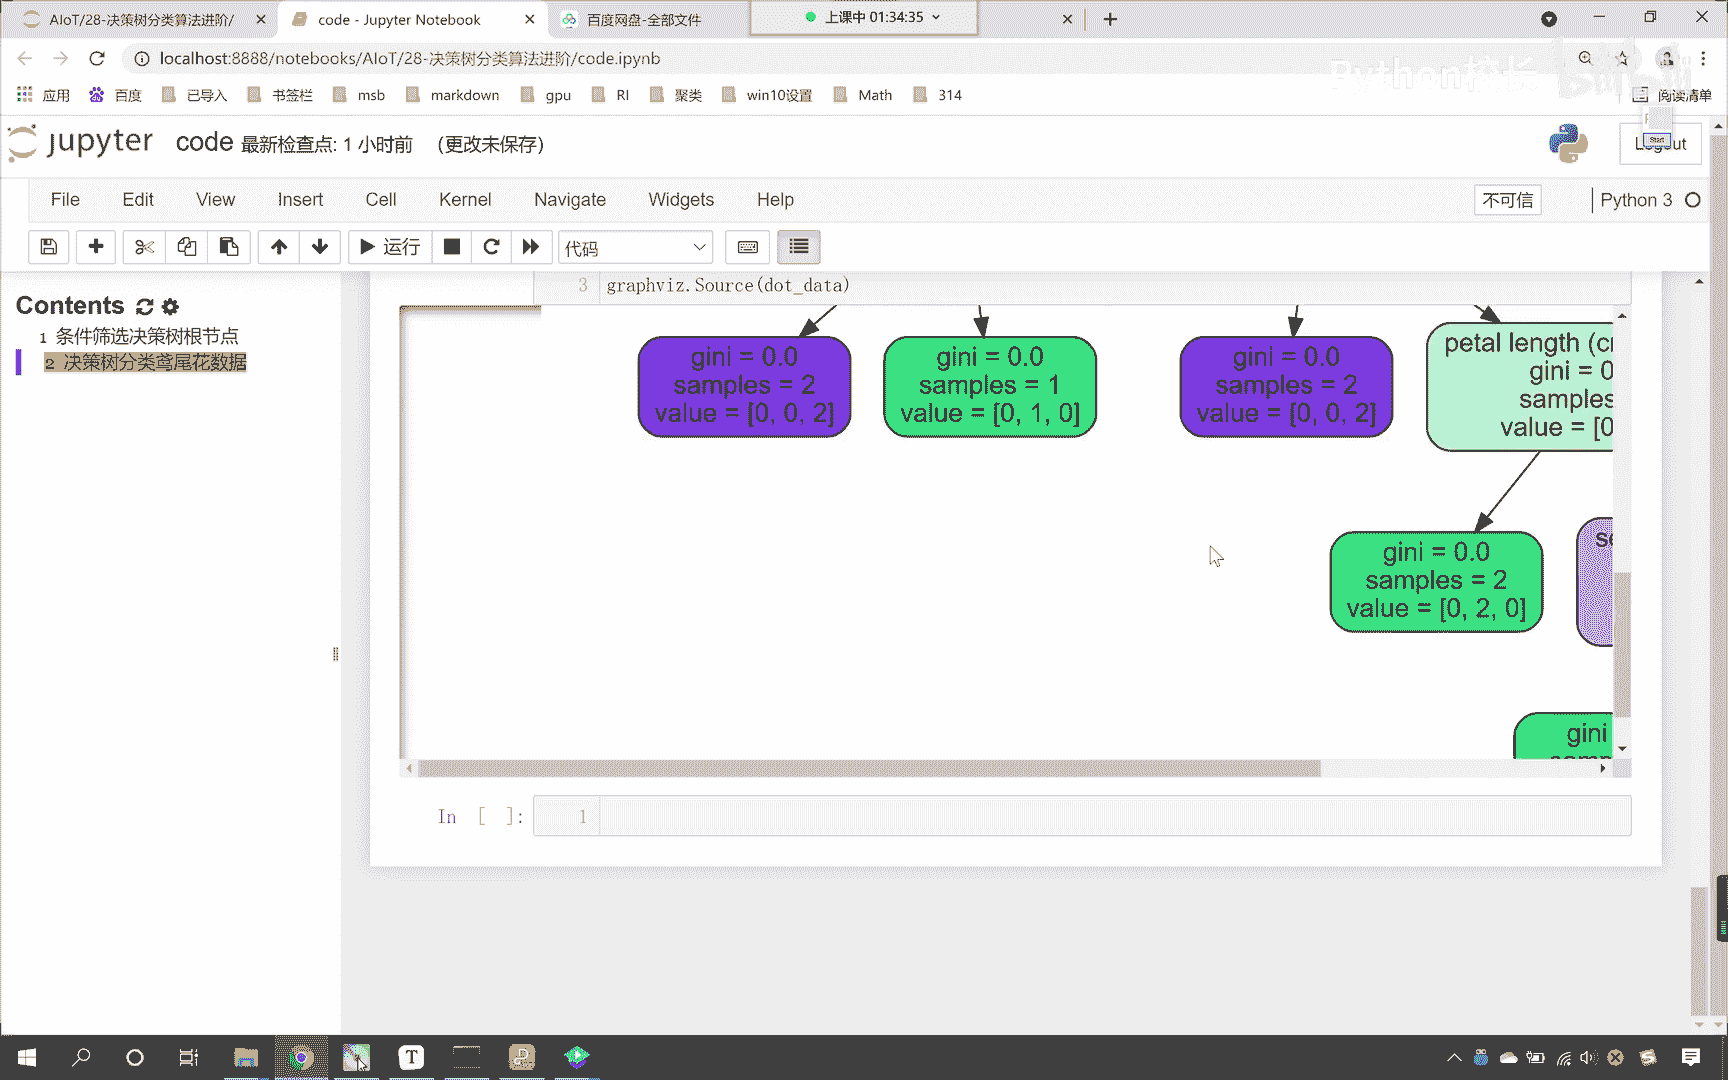 AIoT/28-决策树分类算法进阶/
code - Jupyter Notebook
百度网盘-全部文件
上课中 01:34:35
localhost:8888/notebooks/AIoT/28-决策树分类算法进阶/code.ipynb
应用
百度
已导入
书签栏
msb
markdown
gpu
RI
聚类
win10设置
Math
314
阅读清单
jupyter
code 最新检查点: 1 小时前 (更改未保存)
Start
Logout
File
Edit
View
Insert
Cell
Kernel
Navigate
Widgets
Help
不可信
Python 3
运行
代码
Contents
1 条件筛选决策树根节点
2 决策树分类鸢尾花数据
3 graphviz.Source(dot_data)
gini = 0.0
samples = 2
value = [0, 0, 2]
gini = 0.0
samples = 1
value = [0, 1, 0]
gini = 0.0
samples = 2
value = [0, 0, 2]
petal length (c
gini = 0
samples
value = [0
gini = 0.0
samples = 2
value = [0, 2, 0]
se
gini
In [ ]:
1